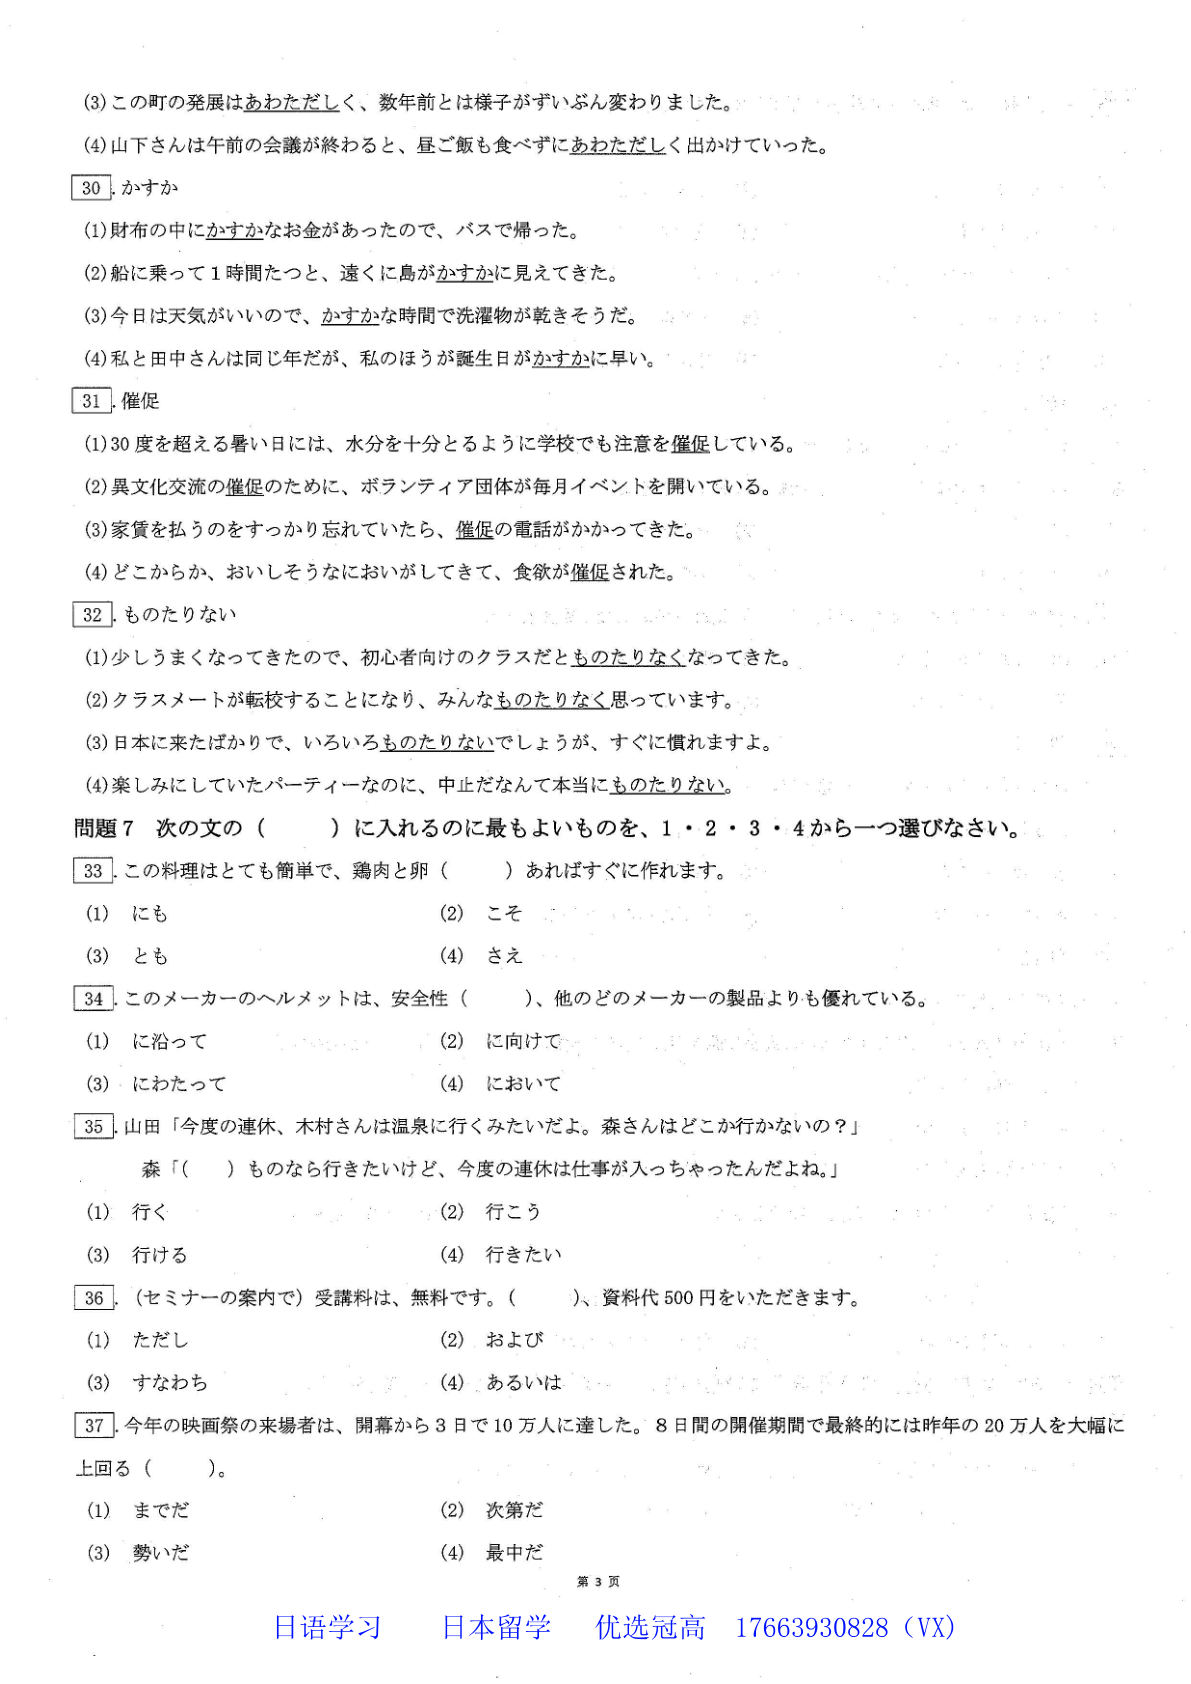 (3)この町の発展はあわただしく、数年前とは様子がずいぶん変わりました。
(4)山下さんは午前の会議が終わると、昼ご飯も食べずにあわただしく出かけていった。
30.かすか
(1)財布の中にかすかなお金があったので、バスで帰った。
(2)船に乗って１時間たつと、遠くに島がかすかに見えてきた。
(3)今日は天気がいいので、かすかな時間で洗濯物が乾きそうだ。
(4)私と田中さんは同じ年だが、私のほうが誕生日がかすかに早い。
31.催促
(1)30度を超える暑い日には、水分を十分とるように学校でも注意を催促している。
(2)異文化交流の催促のために、ボランティア団体が毎月イベントを開いている。
(3)家賃を払うのをすっかり忘れていたら、催促の電話がかかってきた。
(4)どこからか、おいしそうなにおいがしてきて、食欲が催促された。
32.ものたりない
(1)少しうまくなってきたので、初心者向けのクラスだとものたりなくなってきた。
(2)クラスメートが転校することになり、みんなものたりなく思っています。
(3)日本に来たばかりで、いろいろものたりないでしょうが、すぐに慣れますよ。
(4)楽しみにしていたパーティーなのに、中止だなんて本当にものたりない。
問題７　次の文の（　　　）に入れるのに最もよいものを、１・２・３・４から一つ選びなさい。
33.この料理はとても簡単で、鶏肉と卵（　　　）あればすぐに作れます。
(1)　にも　(2)　こそ
(3)　とも　(4)　さえ
34.このメーカーのヘルメットは、安全性（　　　）、他のどのメーカーの製品よりも優れている。
(1)　に沿って　(2)　に向けて
(3)　にわたって　(4)　において
35.山田「今度の連休、木村さんは温泉に行くみたいだよ。森さんはどこか行かないの？」
森「（　　）ものなら行きたいけど、今度の連休は仕事が入っちゃったんだよね。」
(1)　行く　(2)　行こう
(3)　行ける　(4)　行きたい
36.（セミナーの案内で）受講料は、無料です。（　　　）、資料代500円をいただきます。
(1)　ただし　(2)　および
(3)　すなわち　(4)　あるいは
37.今年の映画祭の来場者は、開幕から３日で10万人に達した。８日間の開催期間で最終的には昨年の20万人を大幅に
上回る（　　　）。
(1)　までだ　(2)　次第だ
(3)　勢いだ　(4)　最中だ
第 3 页
日语学习　日本留学　优选冠高　17663930828（VX)